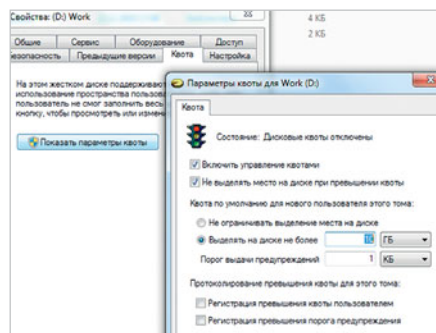 Свойства: (D:) Work
4 КБ
2 КБ
Общие Сервис Оборудование Доступ
езопасность Предыдущие версии Квота Настройка
На этом жестком диске поддерживают
использование пространства пользова
пользователь не смог заполнить весь
кнопку, чтобы просмотреть или измени
Показать параметры квоты
Параметры квоты для Work (D:)
Квота
Состояние: Дисковые квоты отключены
Включить управление квотами
Не выделять место на диске при превышении квоты
Квота по умолчанию для нового пользователя этого тома:
Не ограничивать выделение места на диске
Выделять на диске не более 10 ГБ
Порог выдачи предупреждений 1 КБ
Протоколирование превышения квоты для этого тома:
Регистрация превышения квоты пользователем
Регистрация превышения порога предупреждения